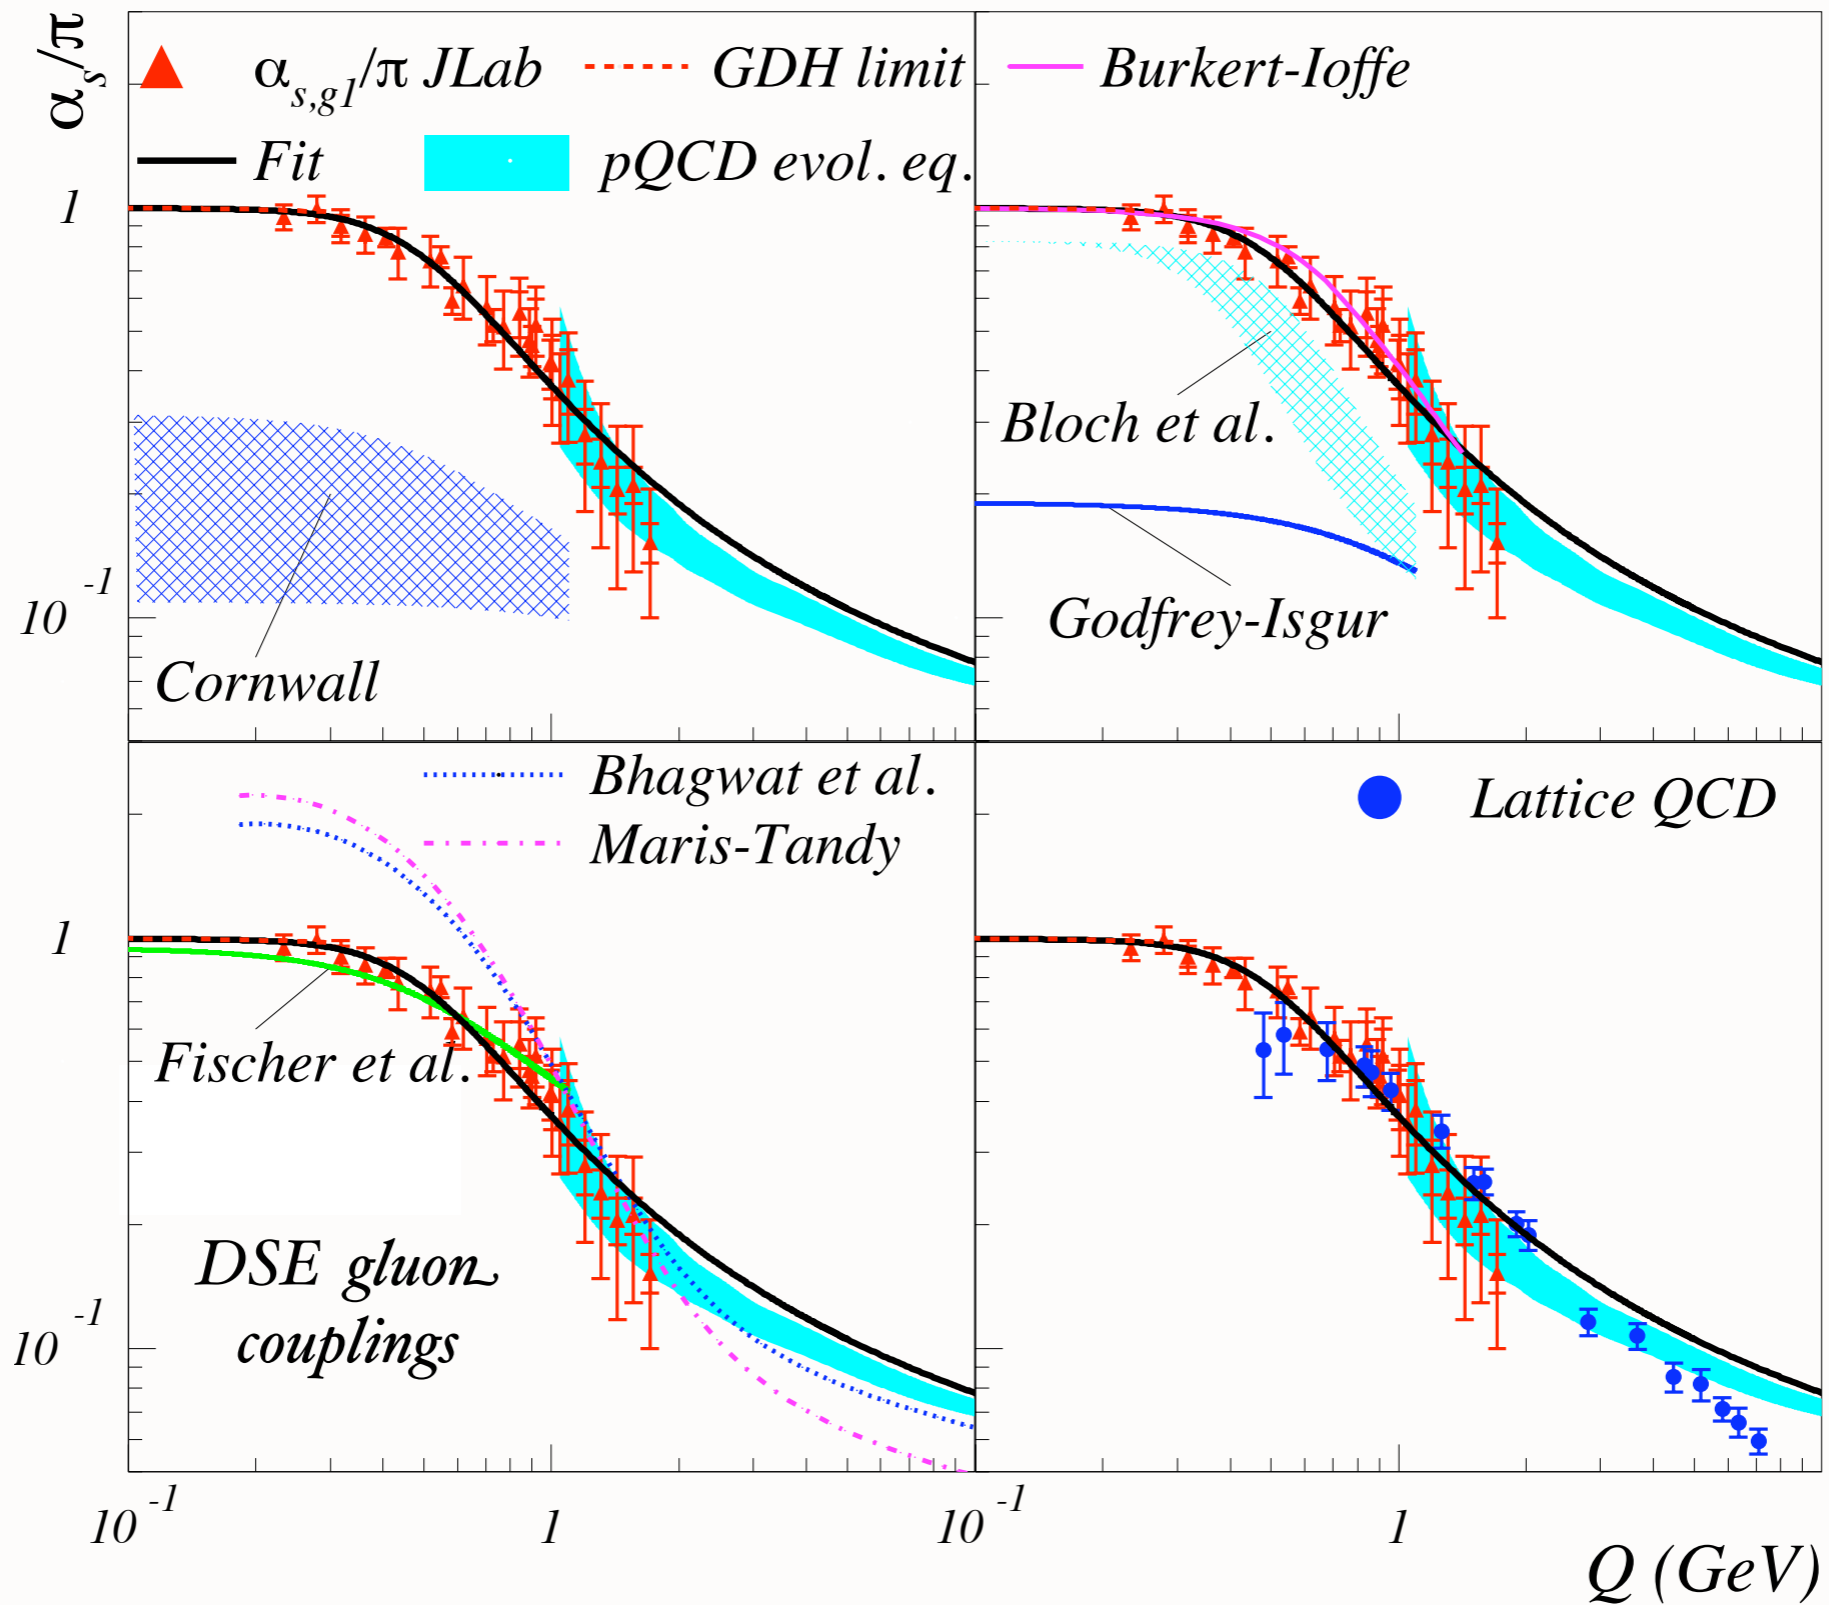 αs/π
αs,g1/π JLab
GDH limit
Burkert-Ioffe
Fit
pQCD evol. eq.
1
10 -1
Cornwall
Bloch et al.
Godfrey-Isgur
Bhagwat et al.
Maris-Tandy
Lattice QCD
1
Fischer et al.
DSE gluon
couplings
10 -1
10 -1
1
10 -1
1
Q (GeV)